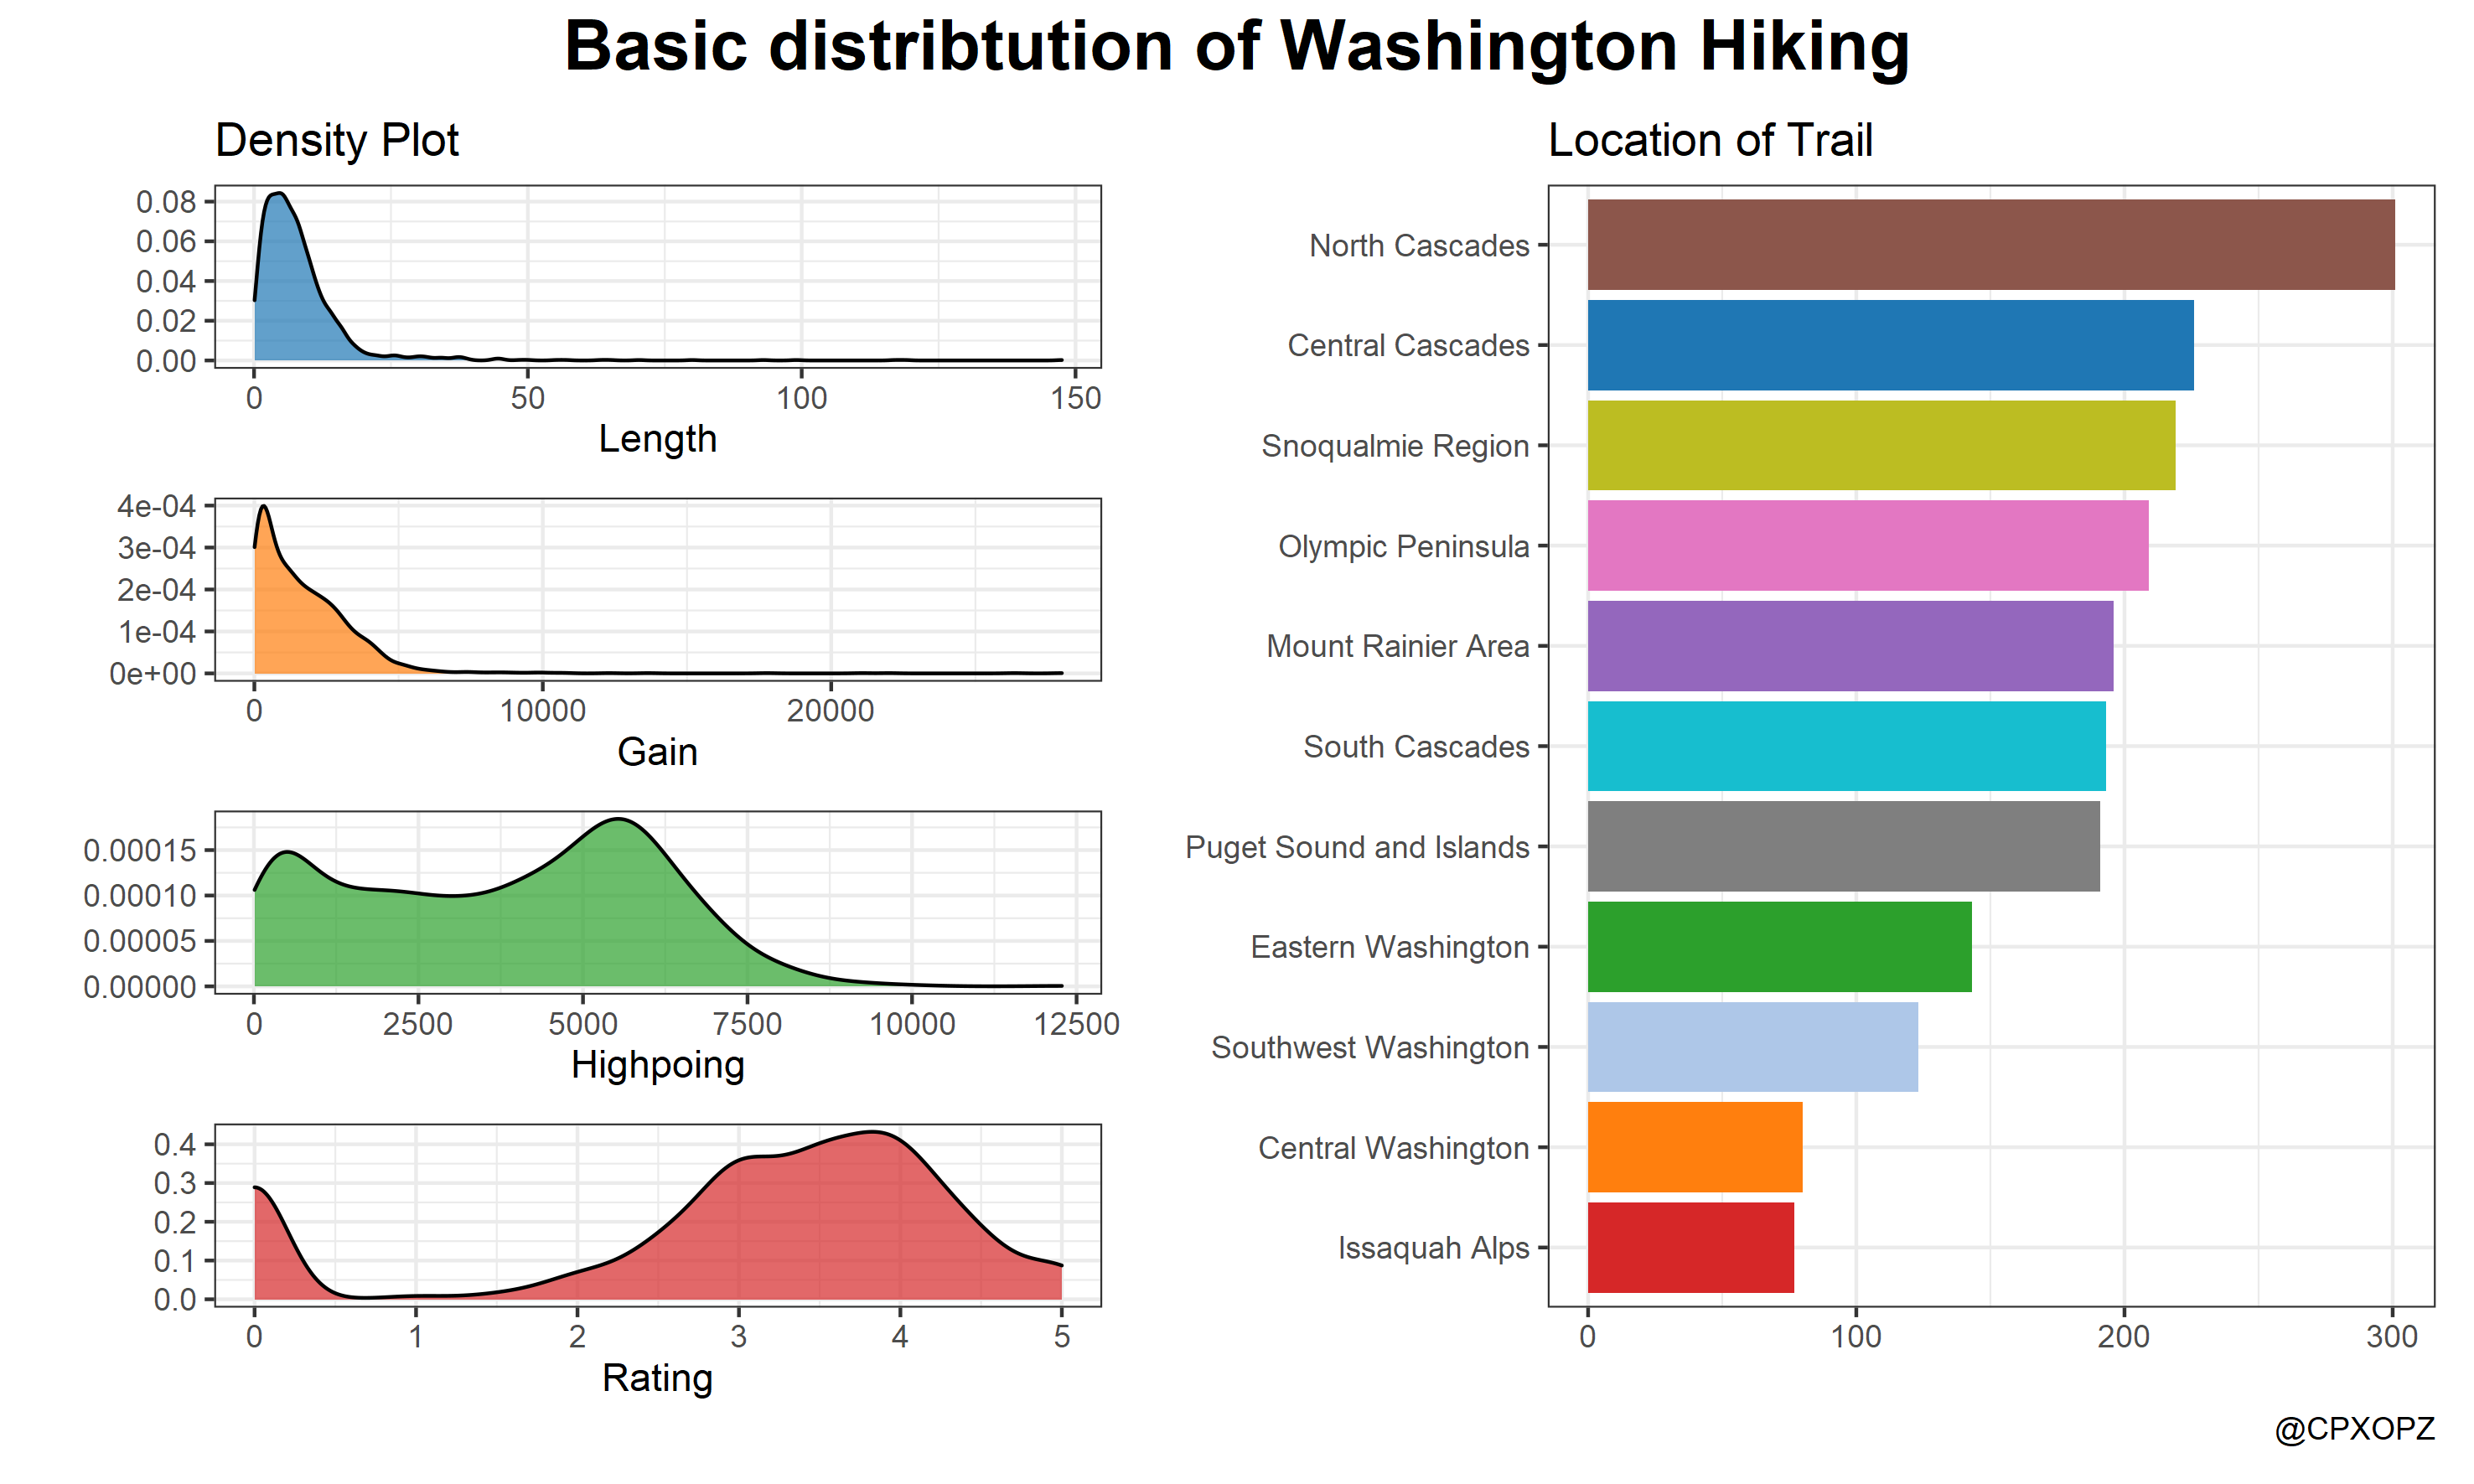 Basic distribtution of Washington Hiking
Density Plot
0.08
0.06
0.04
0.02
0.00
0 50 100 150
Length
4e-04
3e-04
2e-04
1e-04
0e+00
0 10000 20000
Gain
0.00015
0.00010
0.00005
0.00000
0 2500 5000 7500 10000 12500
Highpoing
0.4
0.3
0.2
0.1
0.0
0 1 2 3 4 5
Rating
Location of Trail
North Cascades
Central Cascades
Snoqualmie Region
Olympic Peninsula
Mount Rainier Area
South Cascades
Puget Sound and Islands
Eastern Washington
Southwest Washington
Central Washington
Issaquah Alps
0 100 200 300
@CPXOPZ